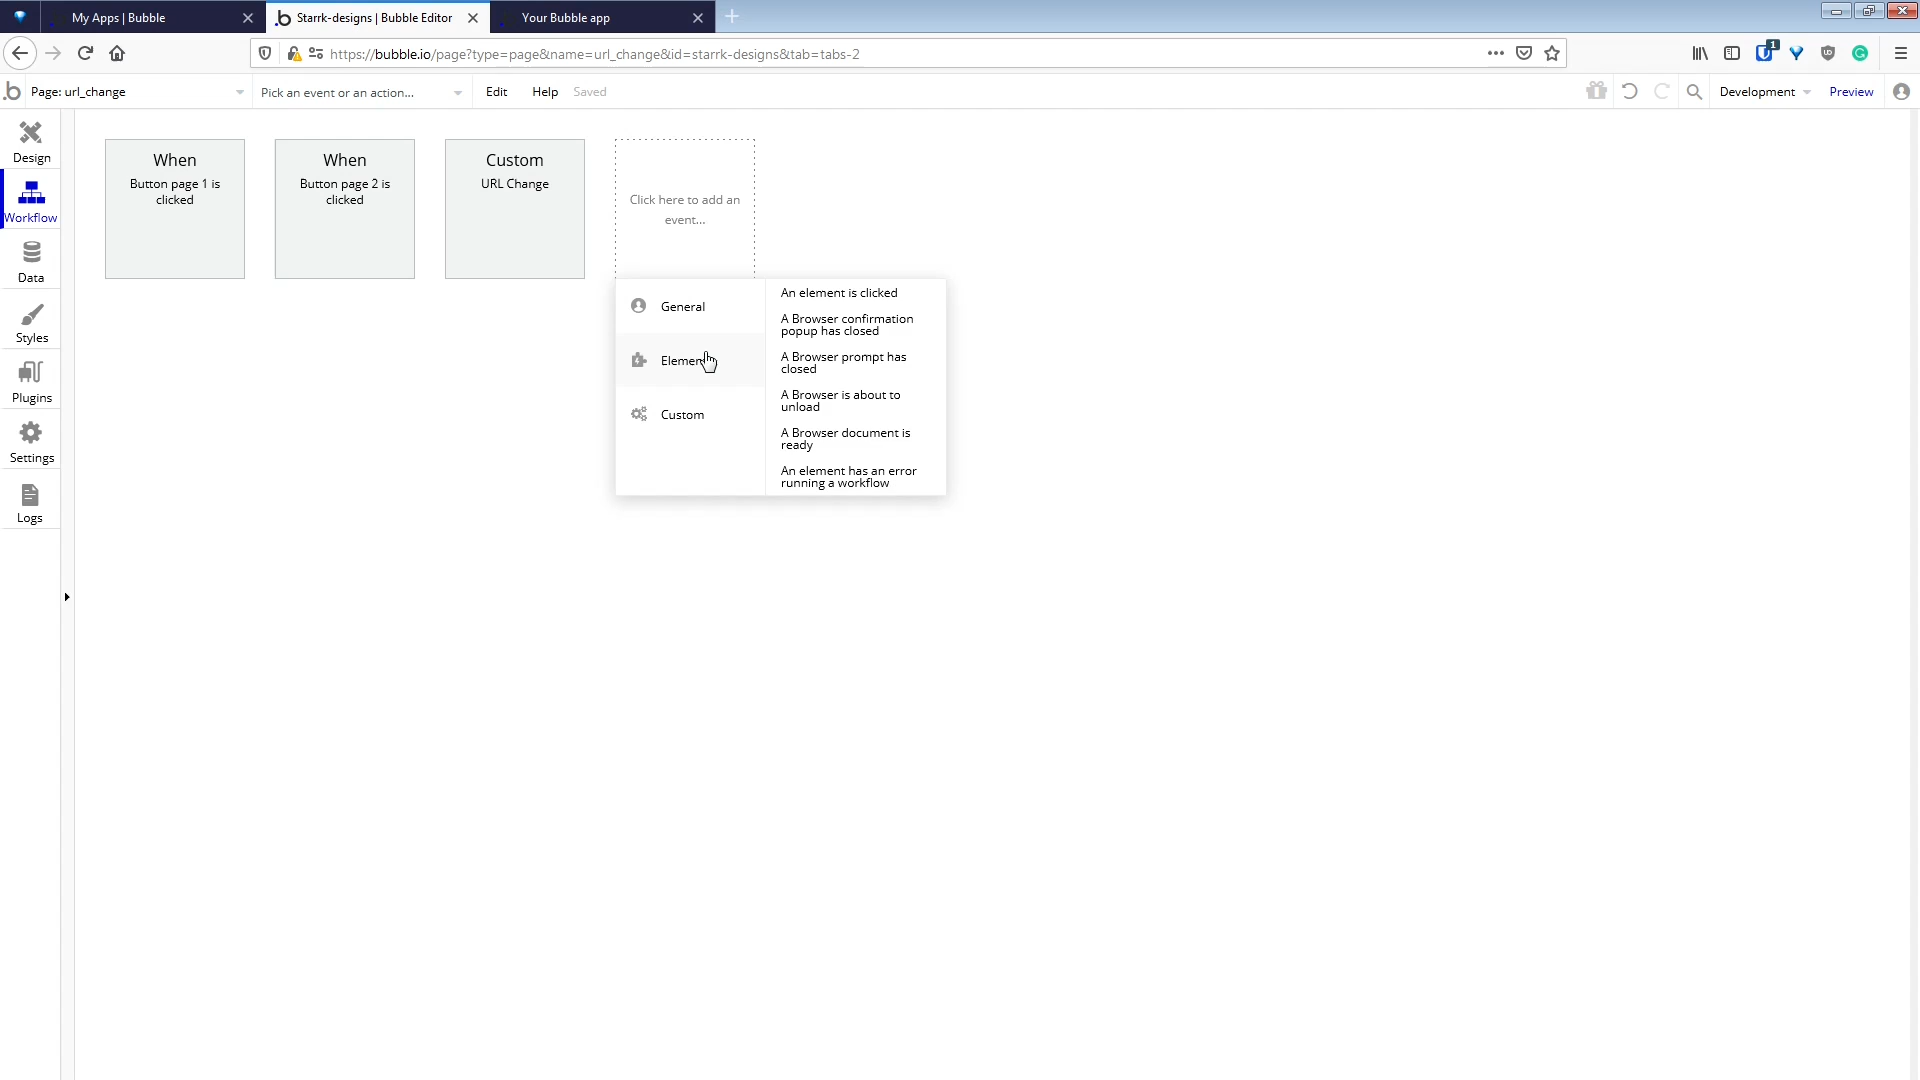 My Apps | Bubble
Starrk-designs | Bubble Editor
Your Bubble app
https://bubble.io/page?type=page&name=url_change&id=starrk-designs&tab=tabs-2
1
Page: url_change
Pick an event or an action...
Edit
Help
Saved
Development
Preview
Design
Workflow
Data
Styles
Plugins
Settings
Logs
When
Button page 1 is
clicked
When
Button page 2 is
clicked
Custom
URL Change
Click here to add an
event...
General
Elemen
Custom
An element is clicked
A Browser confirmation
popup has closed
A Browser prompt has
closed
A Browser is about to
unload
A Browser document is
ready
An element has an error
running a workflow